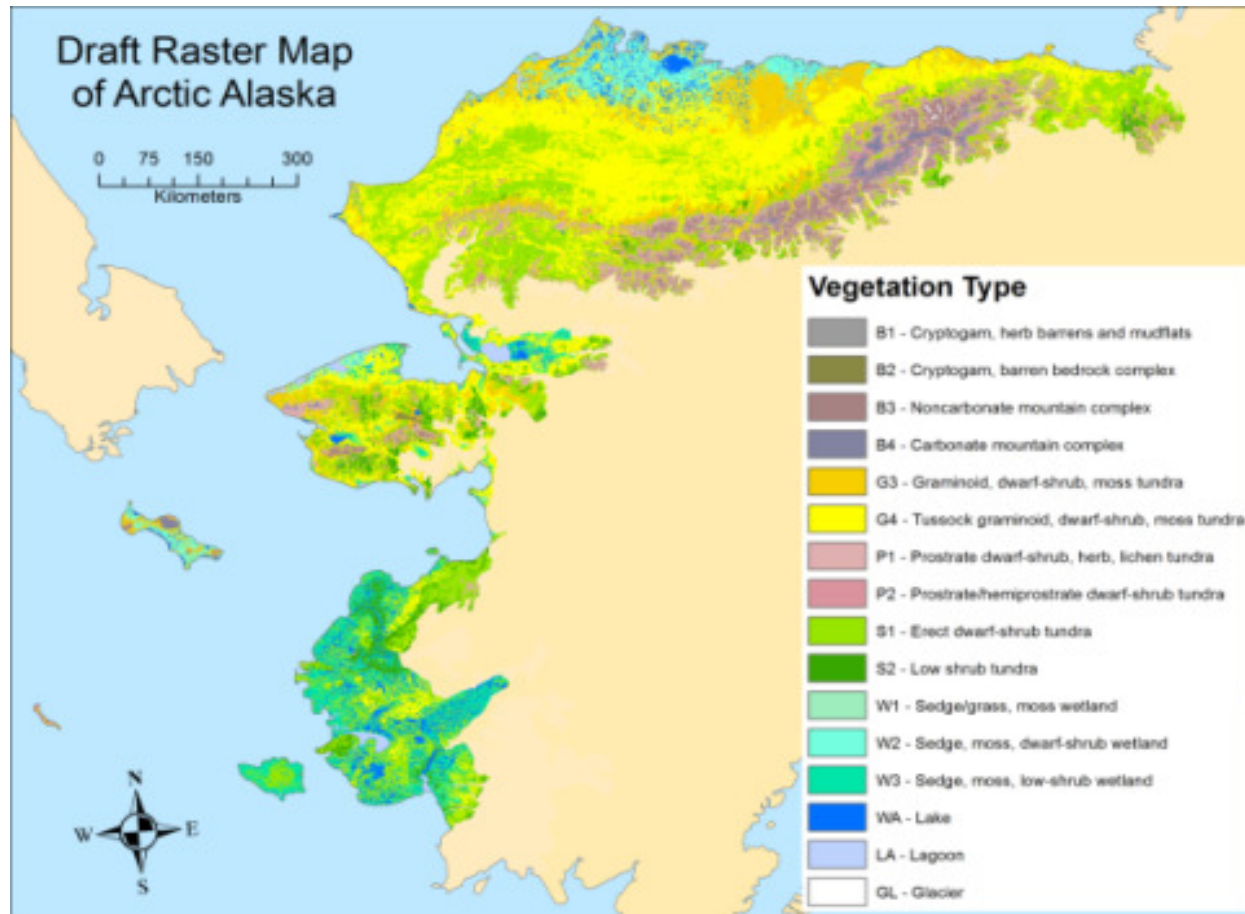 Draft Raster Map
of Arctic Alaska
0 75 150 300
Kilometers
Vegetation Type
B1 - Cryptogam, herb barrens and mudflats
B2 - Cryptogam, barren bedrock complex
B3 - Noncarbonate mountain complex
B4 - Carbonate mountain complex
G3 - Graminoid, dwarf-shrub, moss tundra
G4 - Tussock graminoid, dwarf-shrub, moss tundra
P1 - Prostrate dwarf-shrub, herb, lichen tundra
P2 - Prostrate/hemiprostrate dwarf-shrub tundra
S1 - Erect dwarf-shrub tundra
S2 - Low shrub tundra
W1 - Sedge/grass, moss wetland
W2 - Sedge, moss, dwarf-shrub wetland
W3 - Sedge, moss, low-shrub wetland
WA - Lake
LA - Lagoon
GL - Glacier
N
W E
S